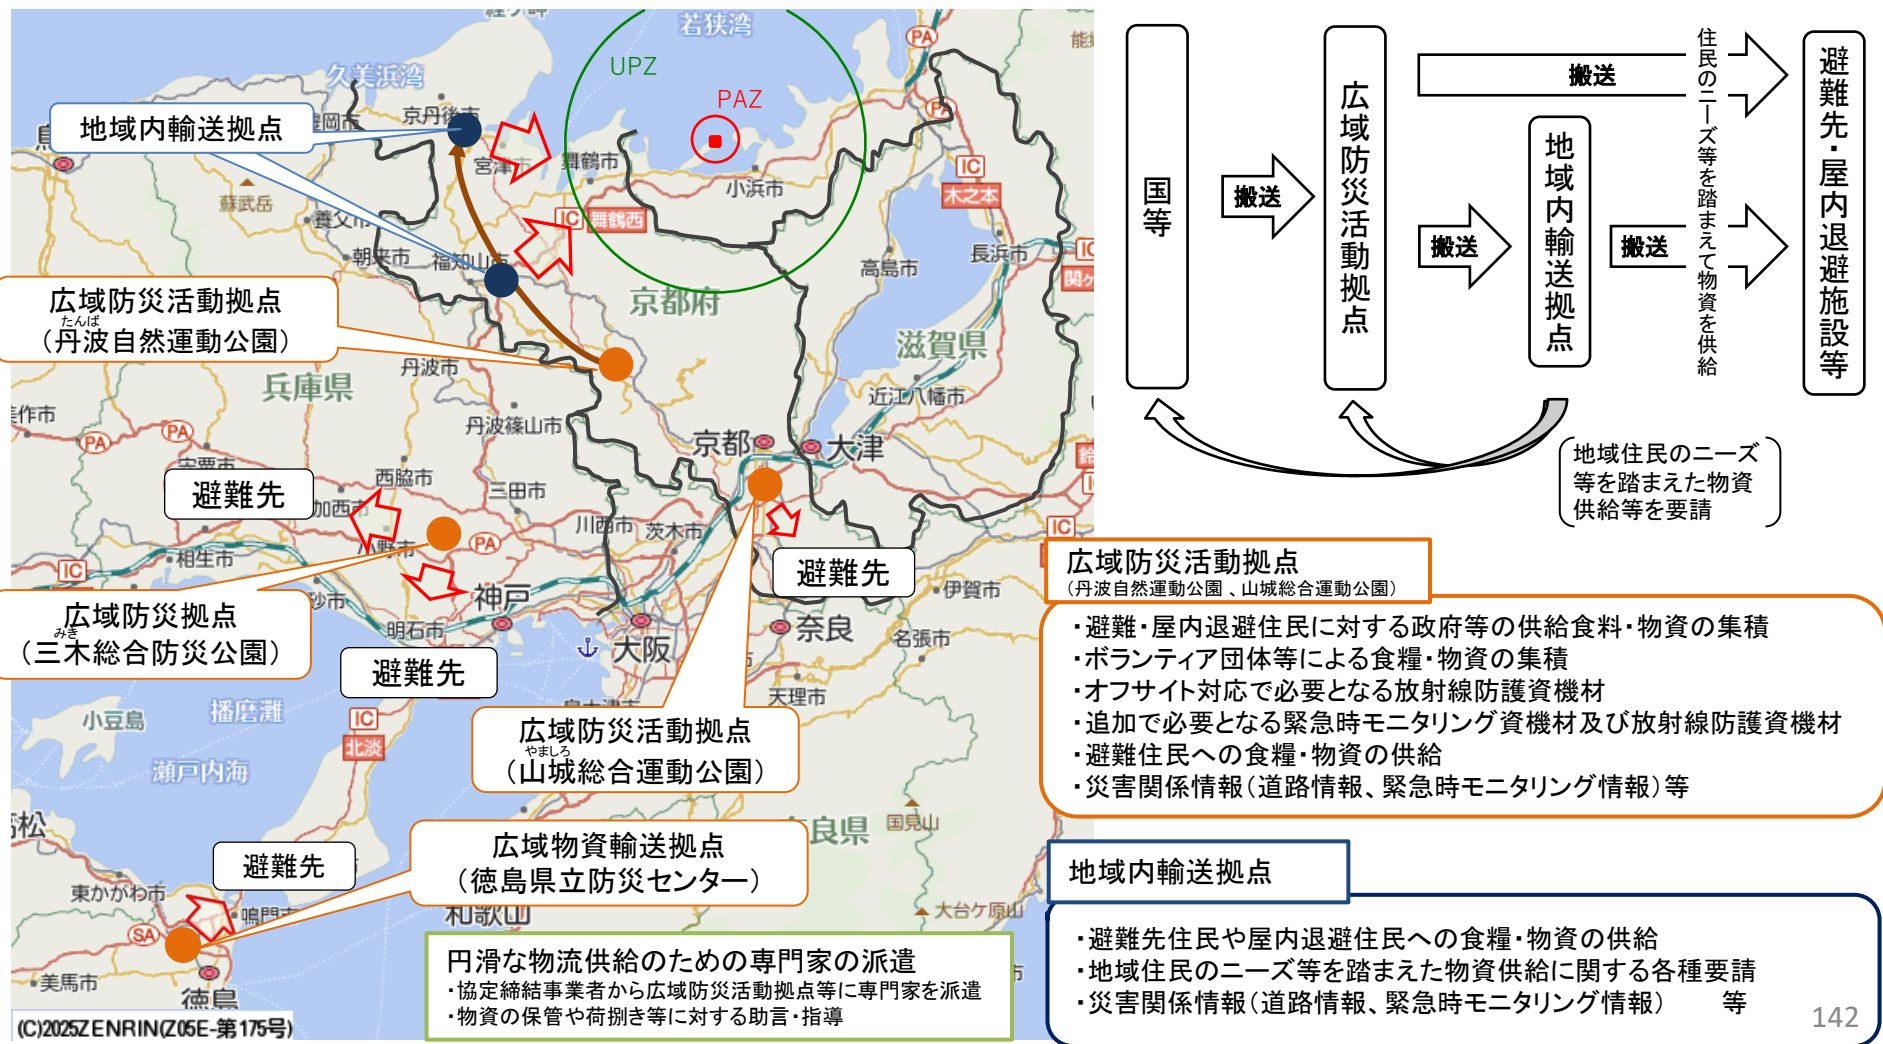 若狭湾
久美浜湾
UPZ
PAZ
PA
PA
京丹後市
豊岡市
地域内輸送拠点
宮津市
舞鶴市
小浜市
IC
木之本
蘇武岳
養父市
IC
舞鶴西
朝来市
福知山市
高島市
長浜市
IC
京都府
広域防災活動拠点
たんば
(丹波自然運動公園)
滋賀県
丹波市
兵庫県
近江八幡市
丹波篠山市
PA
PA
京都
大津
宍粟市
西脇市
避難先
三田市
加西市
川西市
茨木市
小野市
PA
相生市
IC
IC
避難先
伊賀市
広域防災拠点
みき
(三木総合防災公園)
神戸
明石市
奈良
名張市
大阪
避難先
天理市
小豆島
播磨灘
IC
北淡
広域防災活動拠点
やましろ
(山城総合運動公園)
瀬戸内海
国見山
避難先
広域物資輸送拠点
(徳島県立防災センター)
東かがわ市
鳴門市
和歌山
大台ケ原山
SA
美馬市
徳島
(C)2025ZENRIN(Z05E-第175号)
円滑な物流供給のための専門家の派遣
・協定締結事業者から広域防災活動拠点等に専門家を派遣
・物資の保管や荷捌き等に対する助言・指導
国等
搬送
広域防災活動拠点
搬送
搬送
地域内輸送拠点
搬送
住民のニーズ等を踏まえて物資を供給
避難先・屋内退避施設等
地域住民のニーズ
等を踏まえた物資
供給等を要請
広域防災活動拠点
(丹波自然運動公園、山城総合運動公園)
・避難・屋内退避住民に対する政府等の供給食料・物資の集積
・ボランティア団体等による食糧・物資の集積
・オフサイト対応で必要となる放射線防護資機材
・追加で必要となる緊急時モニタリング資機材及び放射線防護資機材
・避難住民への食糧・物資の供給
・災害関係情報(道路情報、緊急時モニタリング情報)等
地域内輸送拠点
・避難先住民や屋内退避住民への食糧・物資の供給
・地域住民のニーズ等を踏まえた物資供給に関する各種要請
・災害関係情報(道路情報、緊急時モニタリング情報) 等
142